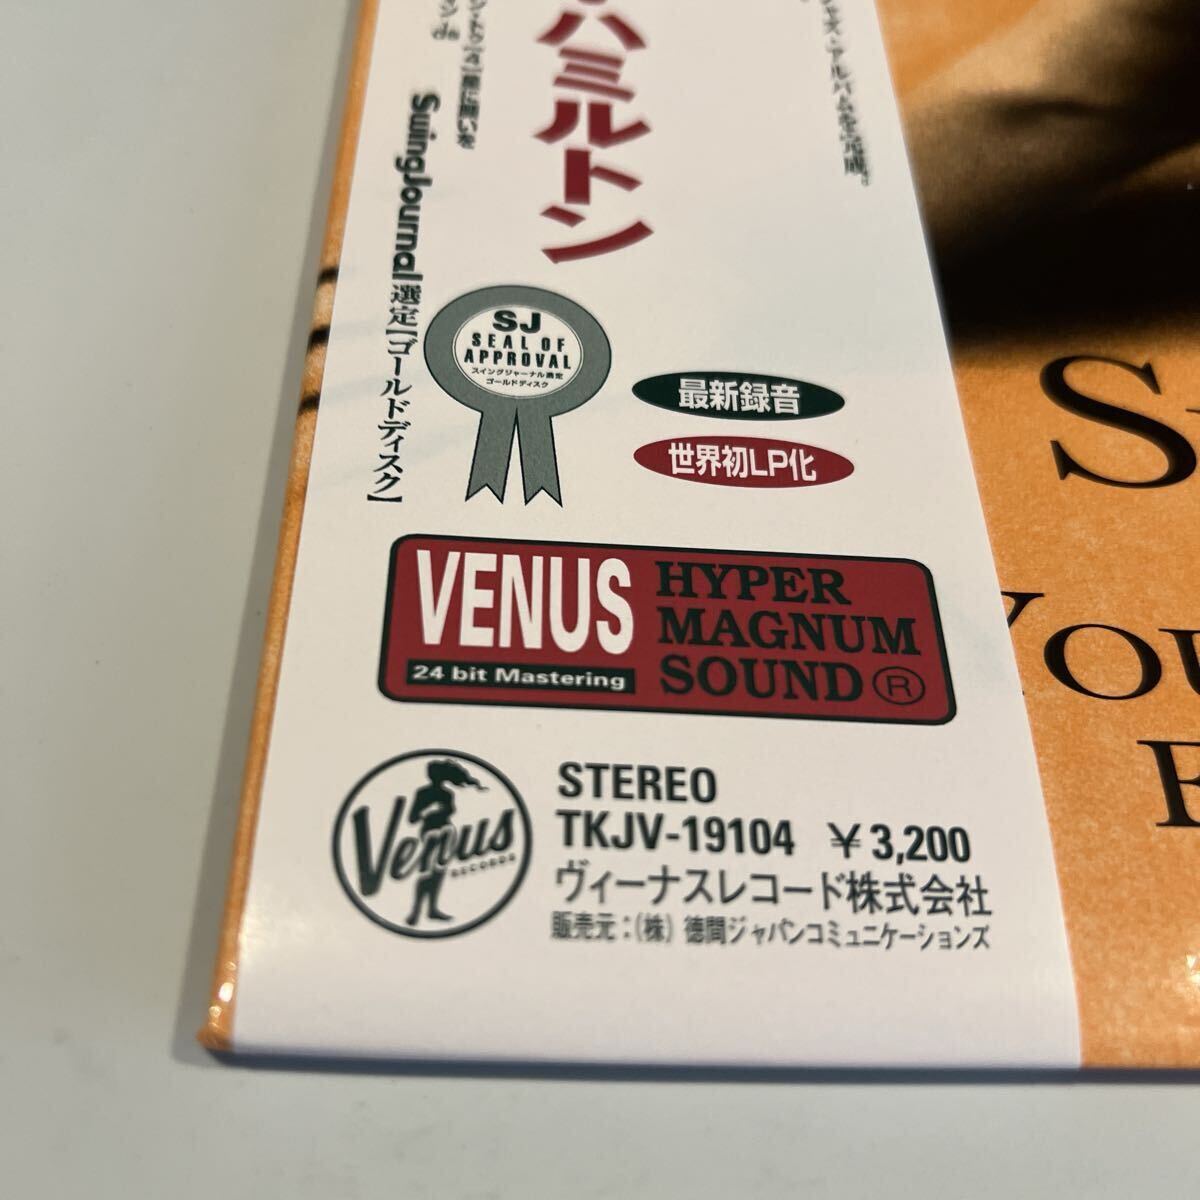 ハミルトン
SwingJournal選定【ゴールドディスク】
SJ
SEAL OF
APPROVAL
スイングジャーナル選定
ゴールドディスク
最新録音
世界初LP化
VENUS
24 bit Mastering
HYPER
MAGNUM
SOUND®
Venus
RECORDS
STEREO
TKJV-19104 ¥3,200
ヴィーナスレコード株式会社
販売元:(株) 徳間ジャパンコミュニケーションズ